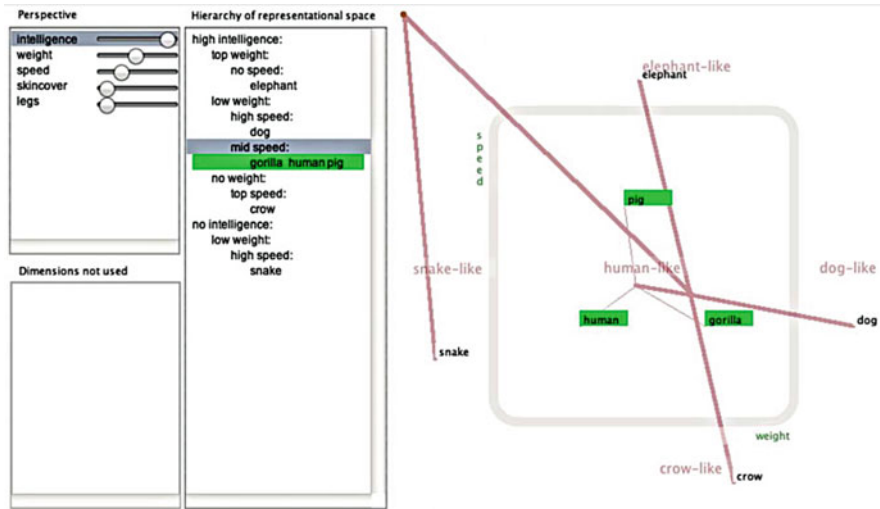 Perspective
intelligence
weight
speed
skincover
legs
Dimensions not used
Hierarchy of representational space
high intelligence:
top weight:
no speed:
elephant
low weight:
high speed:
dog
mid speed:
gorilla human pig
no weight:
top speed:
crow
no intelligence:
low weight:
high speed:
snake
elephant-like
elephant
speed
pig
snake-like
human-like
dog-like
human
gorilla
dog
snake
weight
crow-like
crow